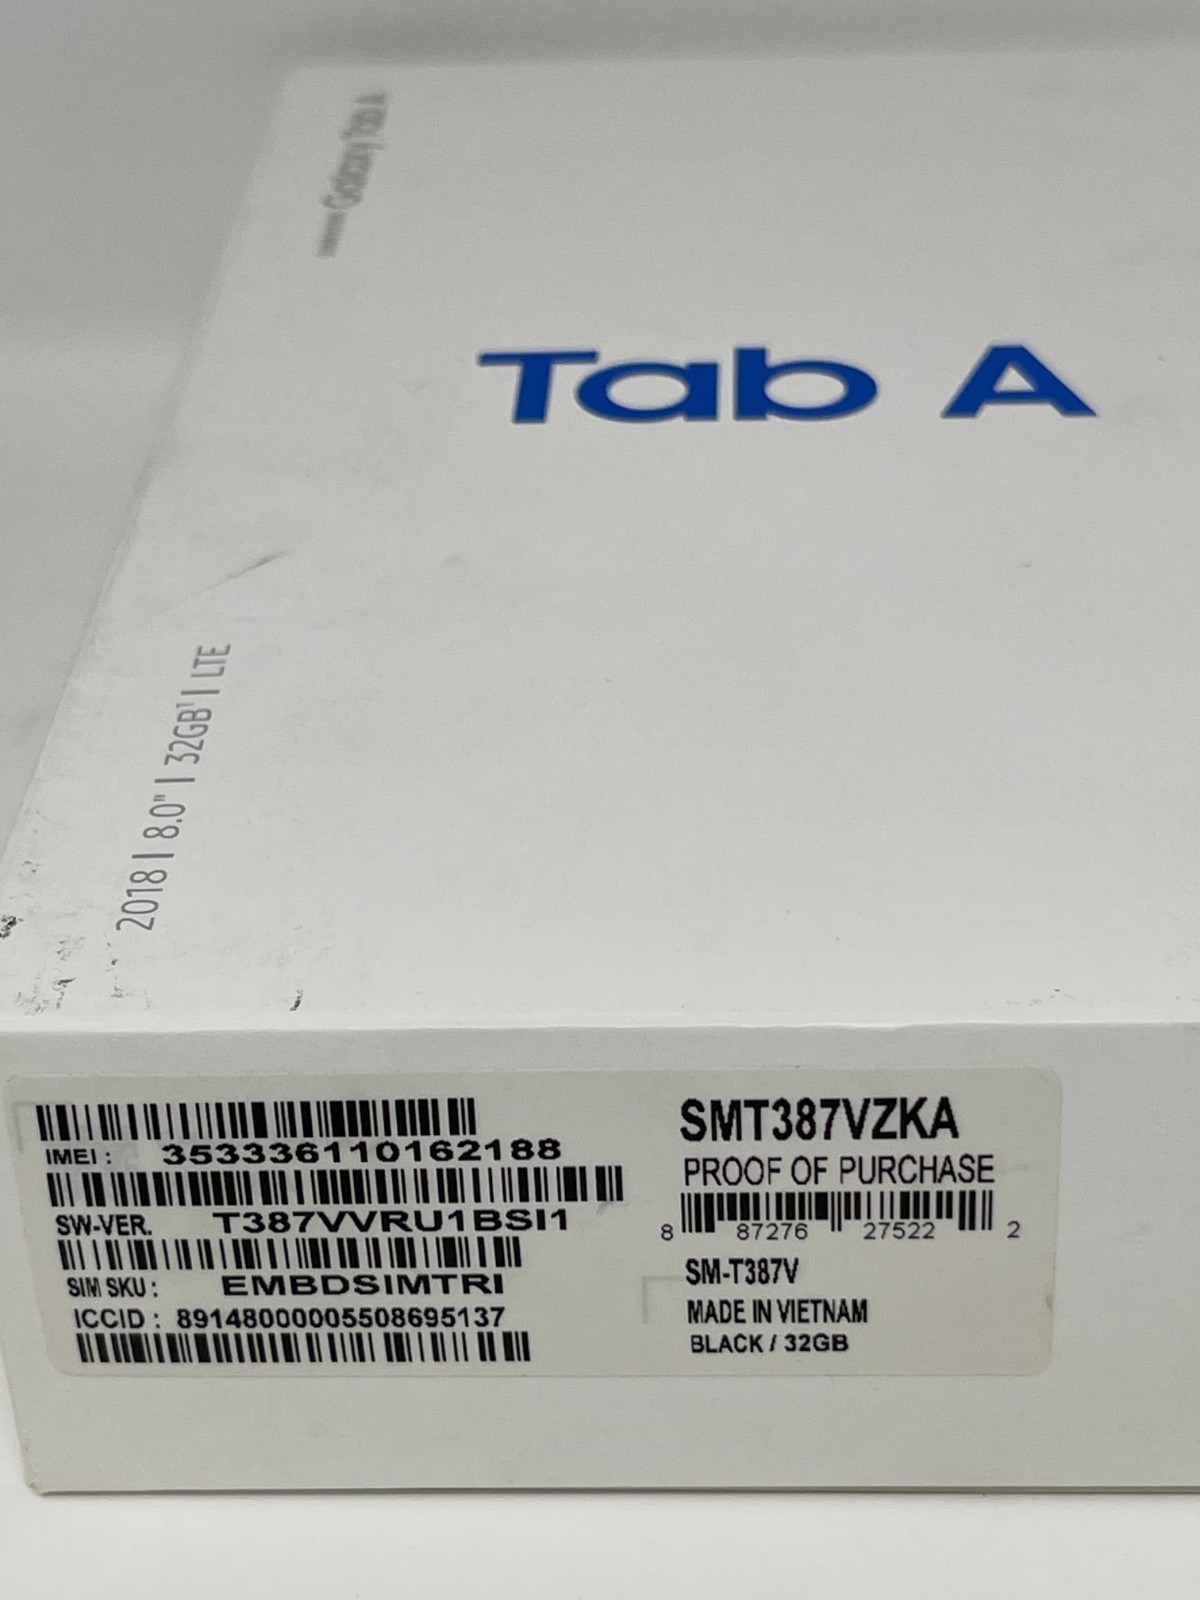 Galaxy Tab A
Tab A
2018 | 8.0" | 32GB¹ | LTE
IMEI : 353336110162188
SW-VER. T387VVRU1BSI1
SIM SKU : EMBDSIMTRI
ICCID : 89148000005508695137
SMT387VZKA
PROOF OF PURCHASE
8 87276 27522 2
SM-T387V
MADE IN VIETNAM
BLACK / 32GB